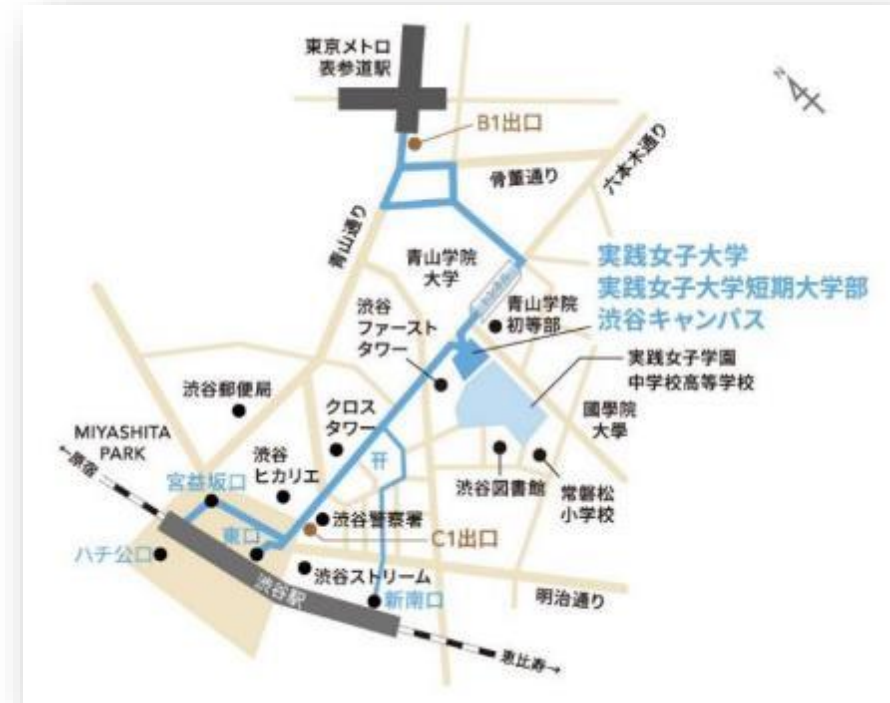 東京メトロ
表参道駅
N
B1出口
骨董通り
六本木通り
青山通り
青山学院
大学
実践女子大学
実践女子大学短期大学部
渋谷キャンパス
青山学院
初等部
渋谷
ファースト
タワー
実践女子学園
中学校高等学校
國學院
大學
渋谷郵便局
クロス
タワー
MIYASHITA
PARK
←原宿
渋谷
ヒカリエ
宮益坂口
渋谷図書館
常磐松
小学校
渋谷警察署
C1出口
東口
ハチ公口
渋谷ストリーム
渋谷駅
新南口
明治通り
恵比寿→